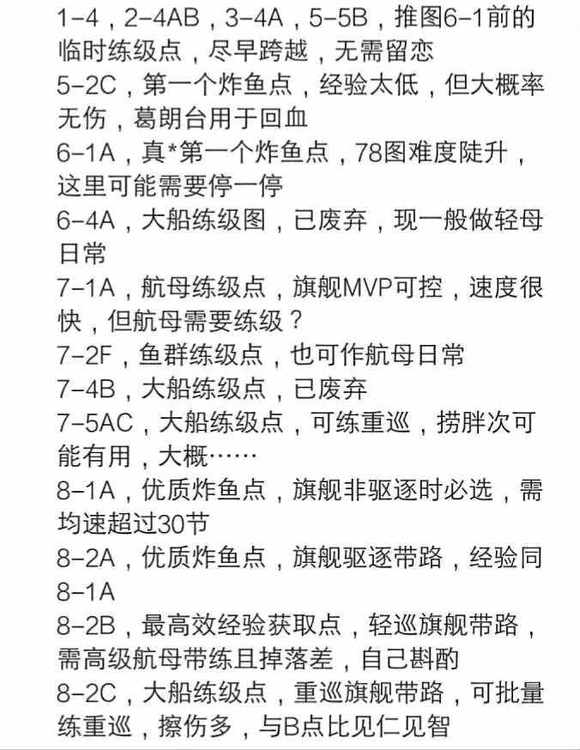 1-4，2-4AB，3-4A，5-5B，推图6-1前的
临时练级点，尽早跨越，无需留恋
5-2C，第一个炸鱼点，经验太低，但大概率
无伤，葛朗台用于回血
6-1A，真*第一个炸鱼点，78图难度陡升，
这里可能需要停一停
6-4A，大船练级图，已废弃，现一般做轻母
日常
7-1A，航母练级点，旗舰MVP可控，速度很
快，但航母需要练级？
7-2F，鱼群练级点，也可作航母日常
7-4B，大船练级点，已废弃
7-5AC，大船练级点，可练重巡，捞胖次可
能有用，大概……
8-1A，优质炸鱼点，旗舰非驱逐时必选，需
均速超过30节
8-2A，优质炸鱼点，旗舰驱逐带路，经验同
8-1A
8-2B，最高效经验获取点，轻巡旗舰带路，
需高级航母带练且掉落差，自己斟酌
8-2C，大船练级点，重巡旗舰带路，可批量
练重巡，擦伤多，与B点比见仁见智